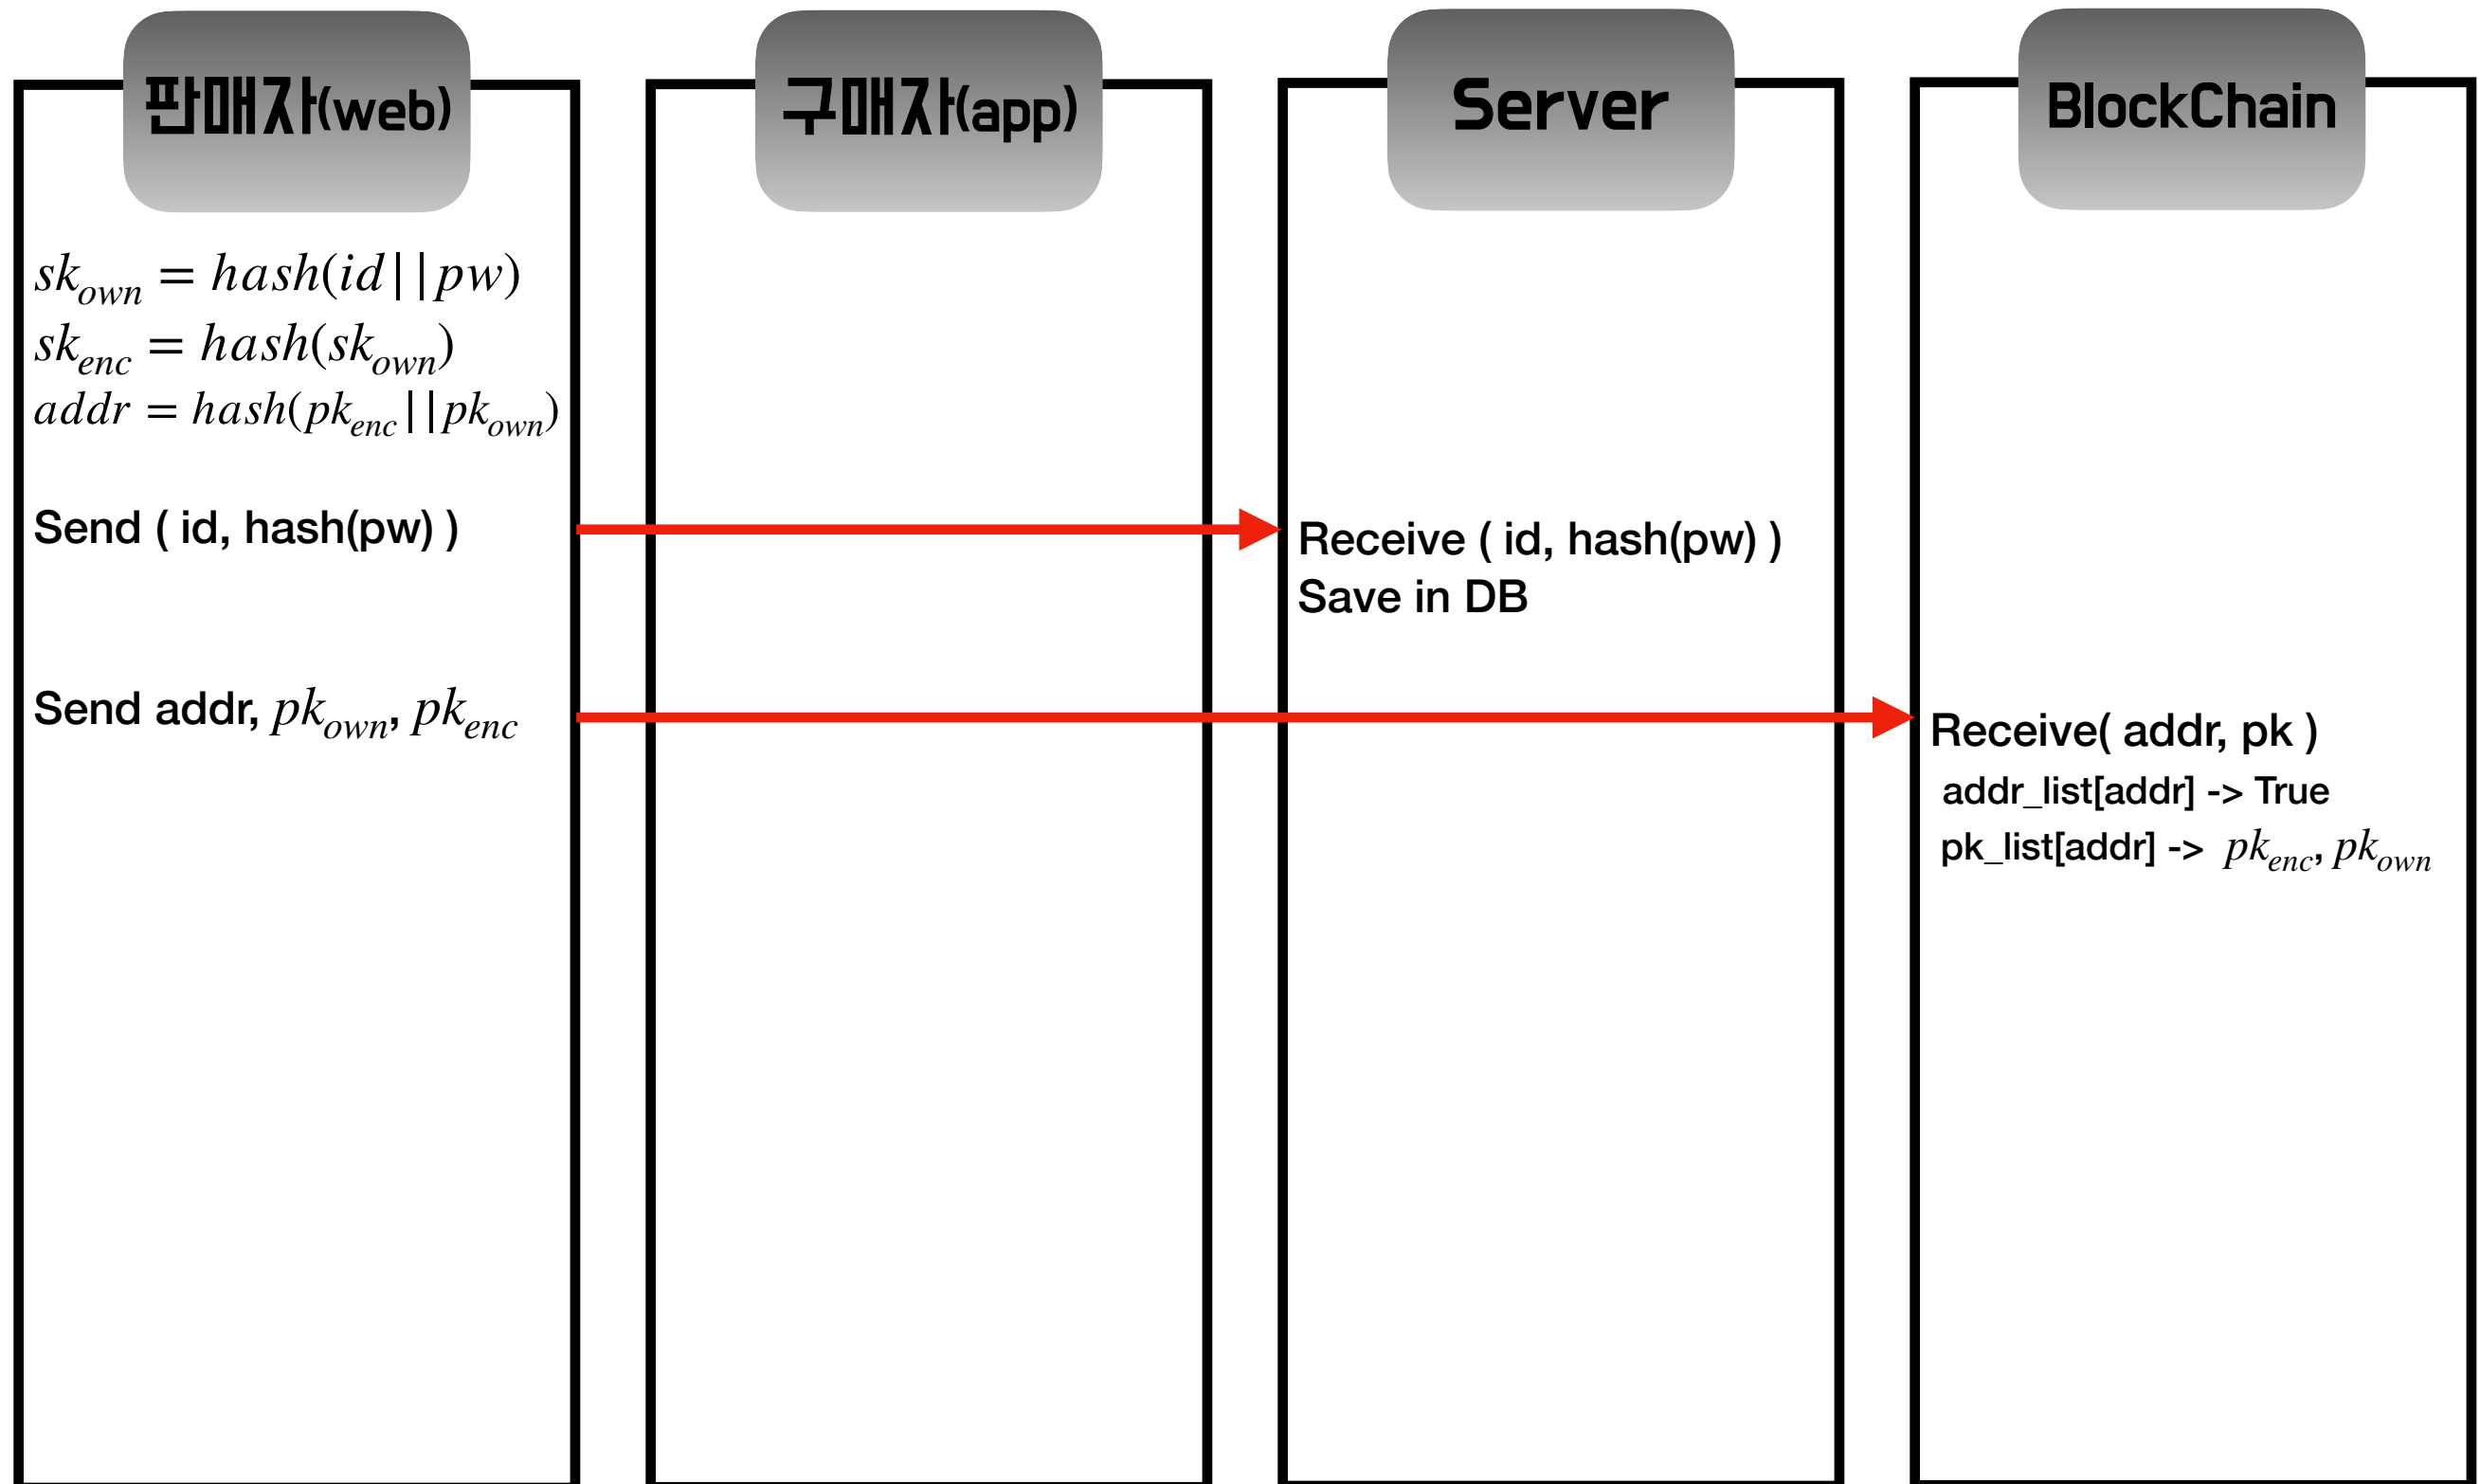 판매자(web)
구매자(app)
Server
BlockChain
sk_own = hash(id||pw)
sk_enc = hash(sk_own)
addr = hash(pk_enc||pk_own)
Send ( id, hash(pw) )
Receive ( id, hash(pw) )
Save in DB
Send addr, pk_own, pk_enc
Receive( addr, pk )
addr_list[addr] -> True
pk_list[addr] -> pk_enc, pk_own